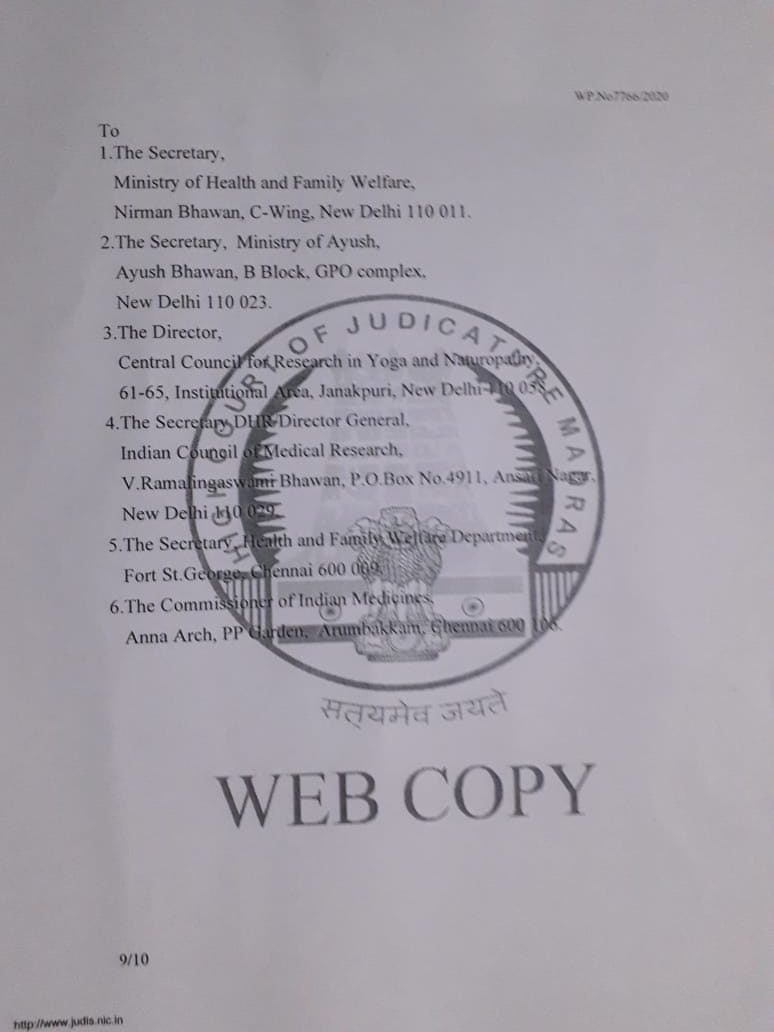 WP.No7766/2020
To
1.The Secretary,
Ministry of Health and Family Welfare,
Nirman Bhawan, C-Wing, New Delhi 110 011.
2.The Secretary, Ministry of Ayush,
Ayush Bhawan, B Block, GPO complex,
New Delhi 110 023.
3.The Director,
Central Council for Research in Yoga and Naturopathy,
61-65, Institutional Area, Janakpuri, New Delhi-110 058.
4.The Secretary DHR-Director General,
Indian Council of Medical Research,
V.Ramalingaswami Bhawan, P.O.Box No.4911, Ansari Nagar,
New Delhi 110 029.
5.The Secretary, Health and Family Welfare Department,
Fort St.George, Chennai 600 009.
6.The Commissioner of Indian Medicines,
Anna Arch, PP Garden, Arumbakkam, Chennai 600 106.
HIGH COURT OF JUDICATURE MADRAS
सत्यमेव जयते
WEB COPY
9/10
http://www.judis.nic.in